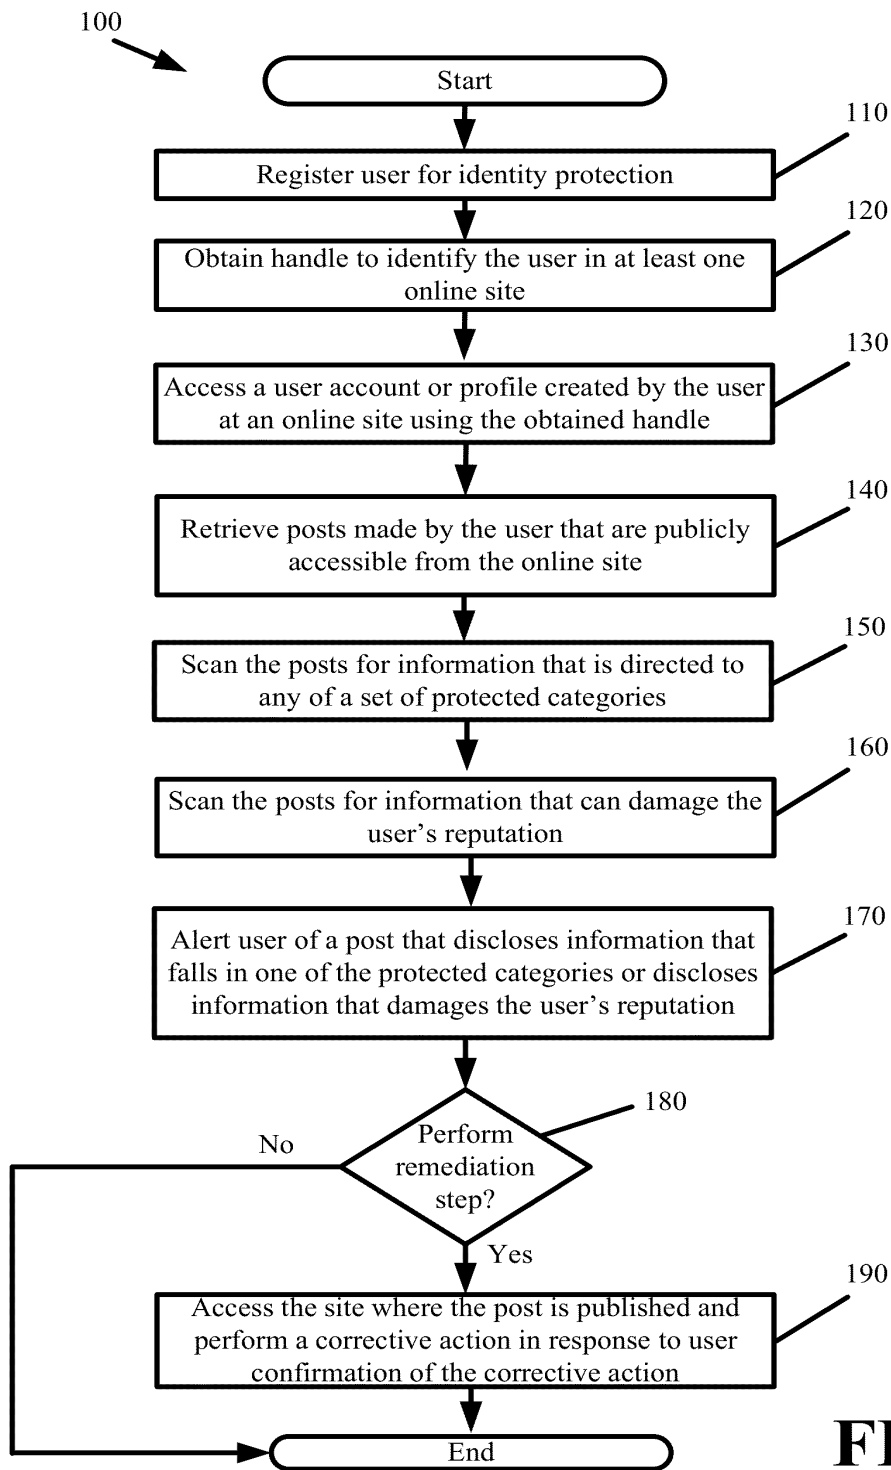 100
Start
110
Register user for identity protection
120
Obtain handle to identify the user in at least one
online site
130
Access a user account or profile created by the user
at an online site using the obtained handle
140
Retrieve posts made by the user that are publicly
accessible from the online site
150
Scan the posts for information that is directed to
any of a set of protected categories
160
Scan the posts for information that can damage the
user’s reputation
170
Alert user of a post that discloses information that
falls in one of the protected categories or discloses
information that damages the user’s reputation
180
Perform
remediation
step?
No
Yes
190
Access the site where the post is published and
perform a corrective action in response to user
confirmation of the corrective action
End